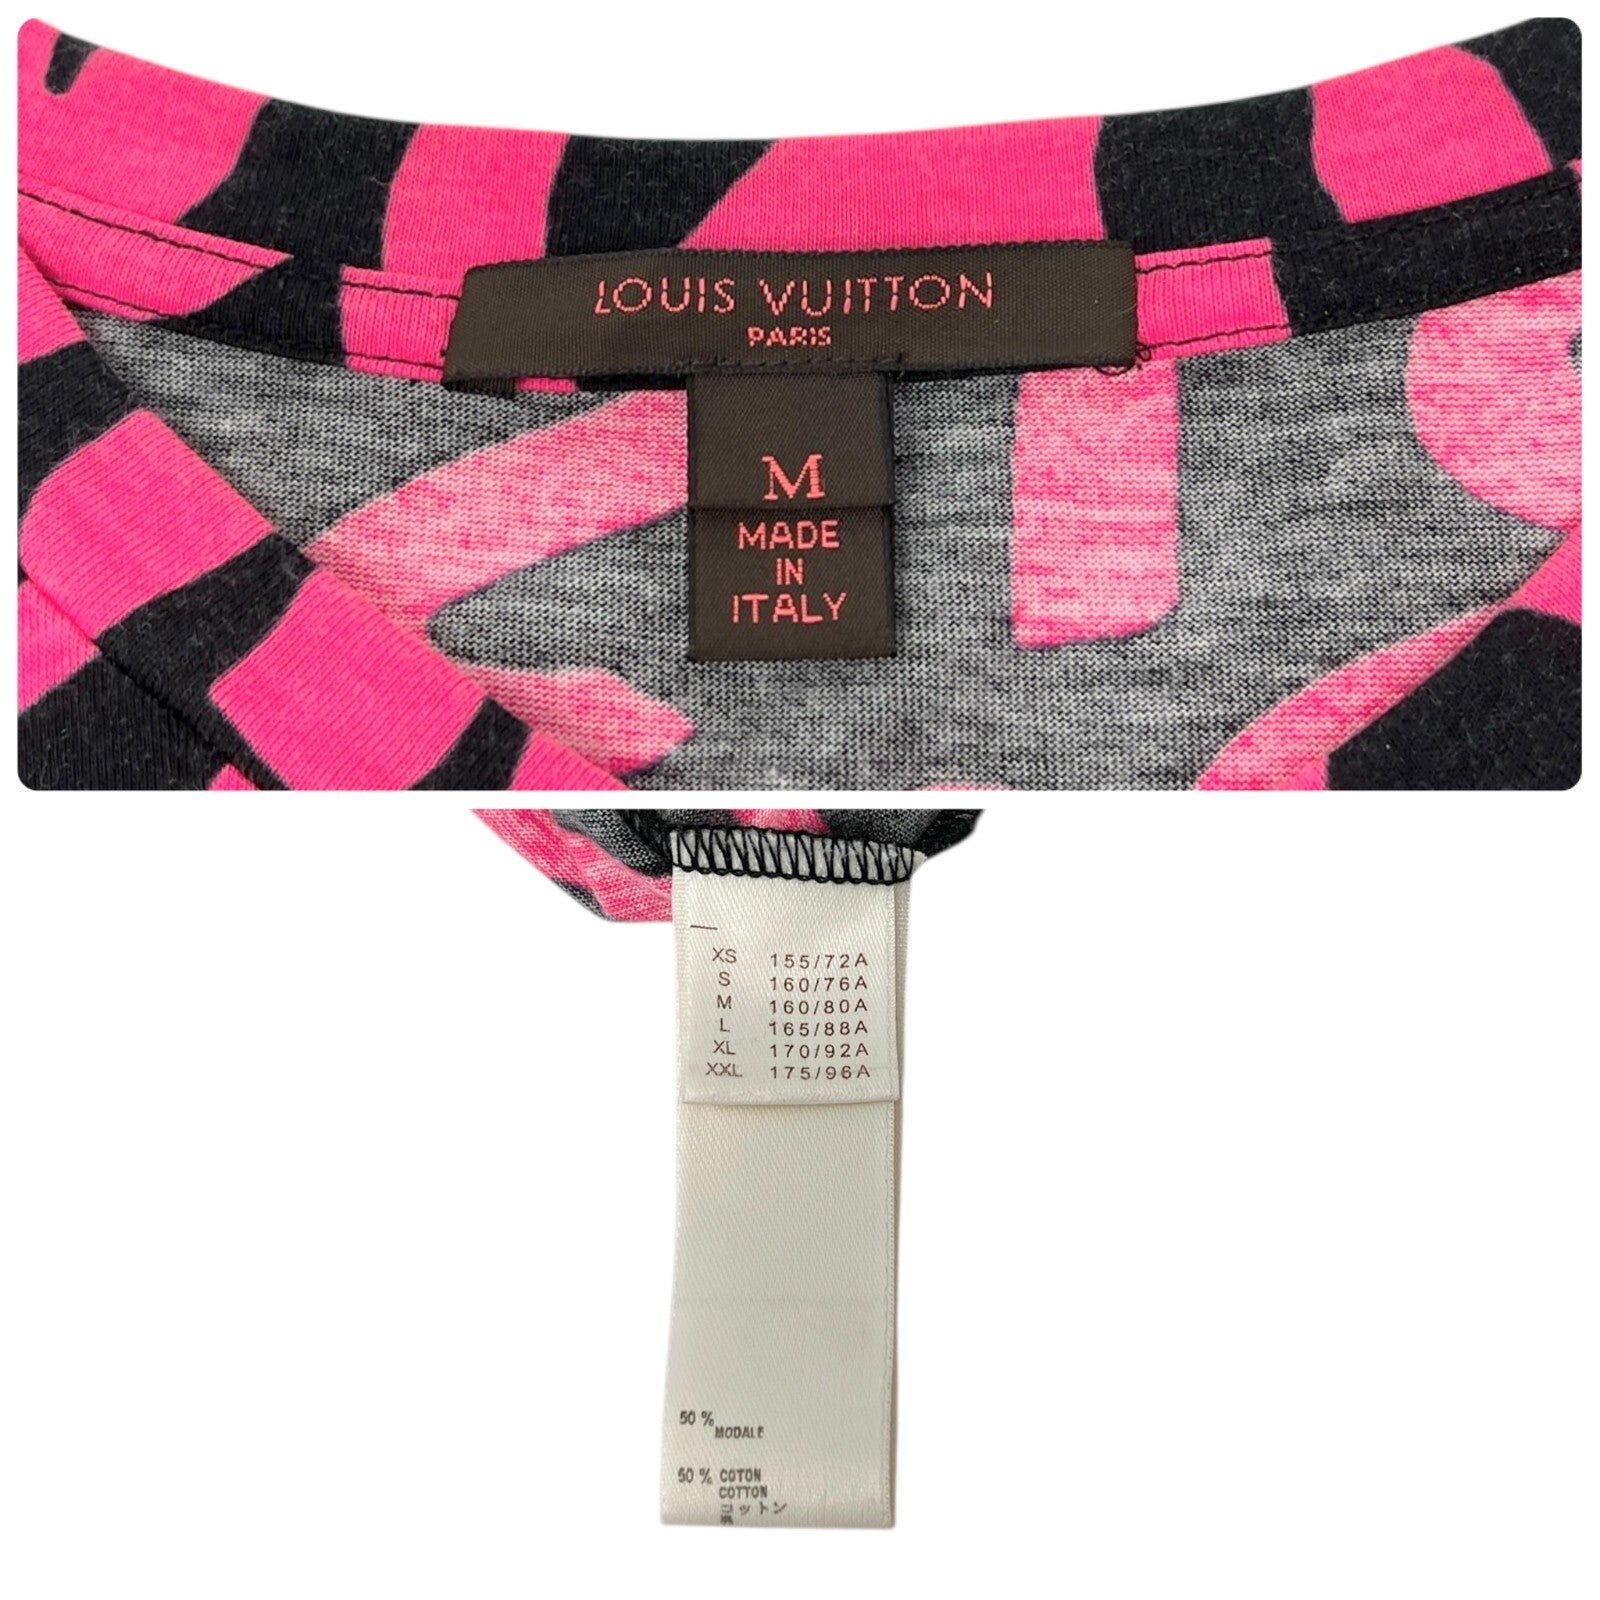 LOUIS VUITTON
PARIS
M
MADE
IN
ITALY
XS 155/72A
S 160/76A
M 160/80A
L 165/88A
XL 170/92A
XXL 175/96A
50 %
MODALE
50 % COTON
COTTON
コットン